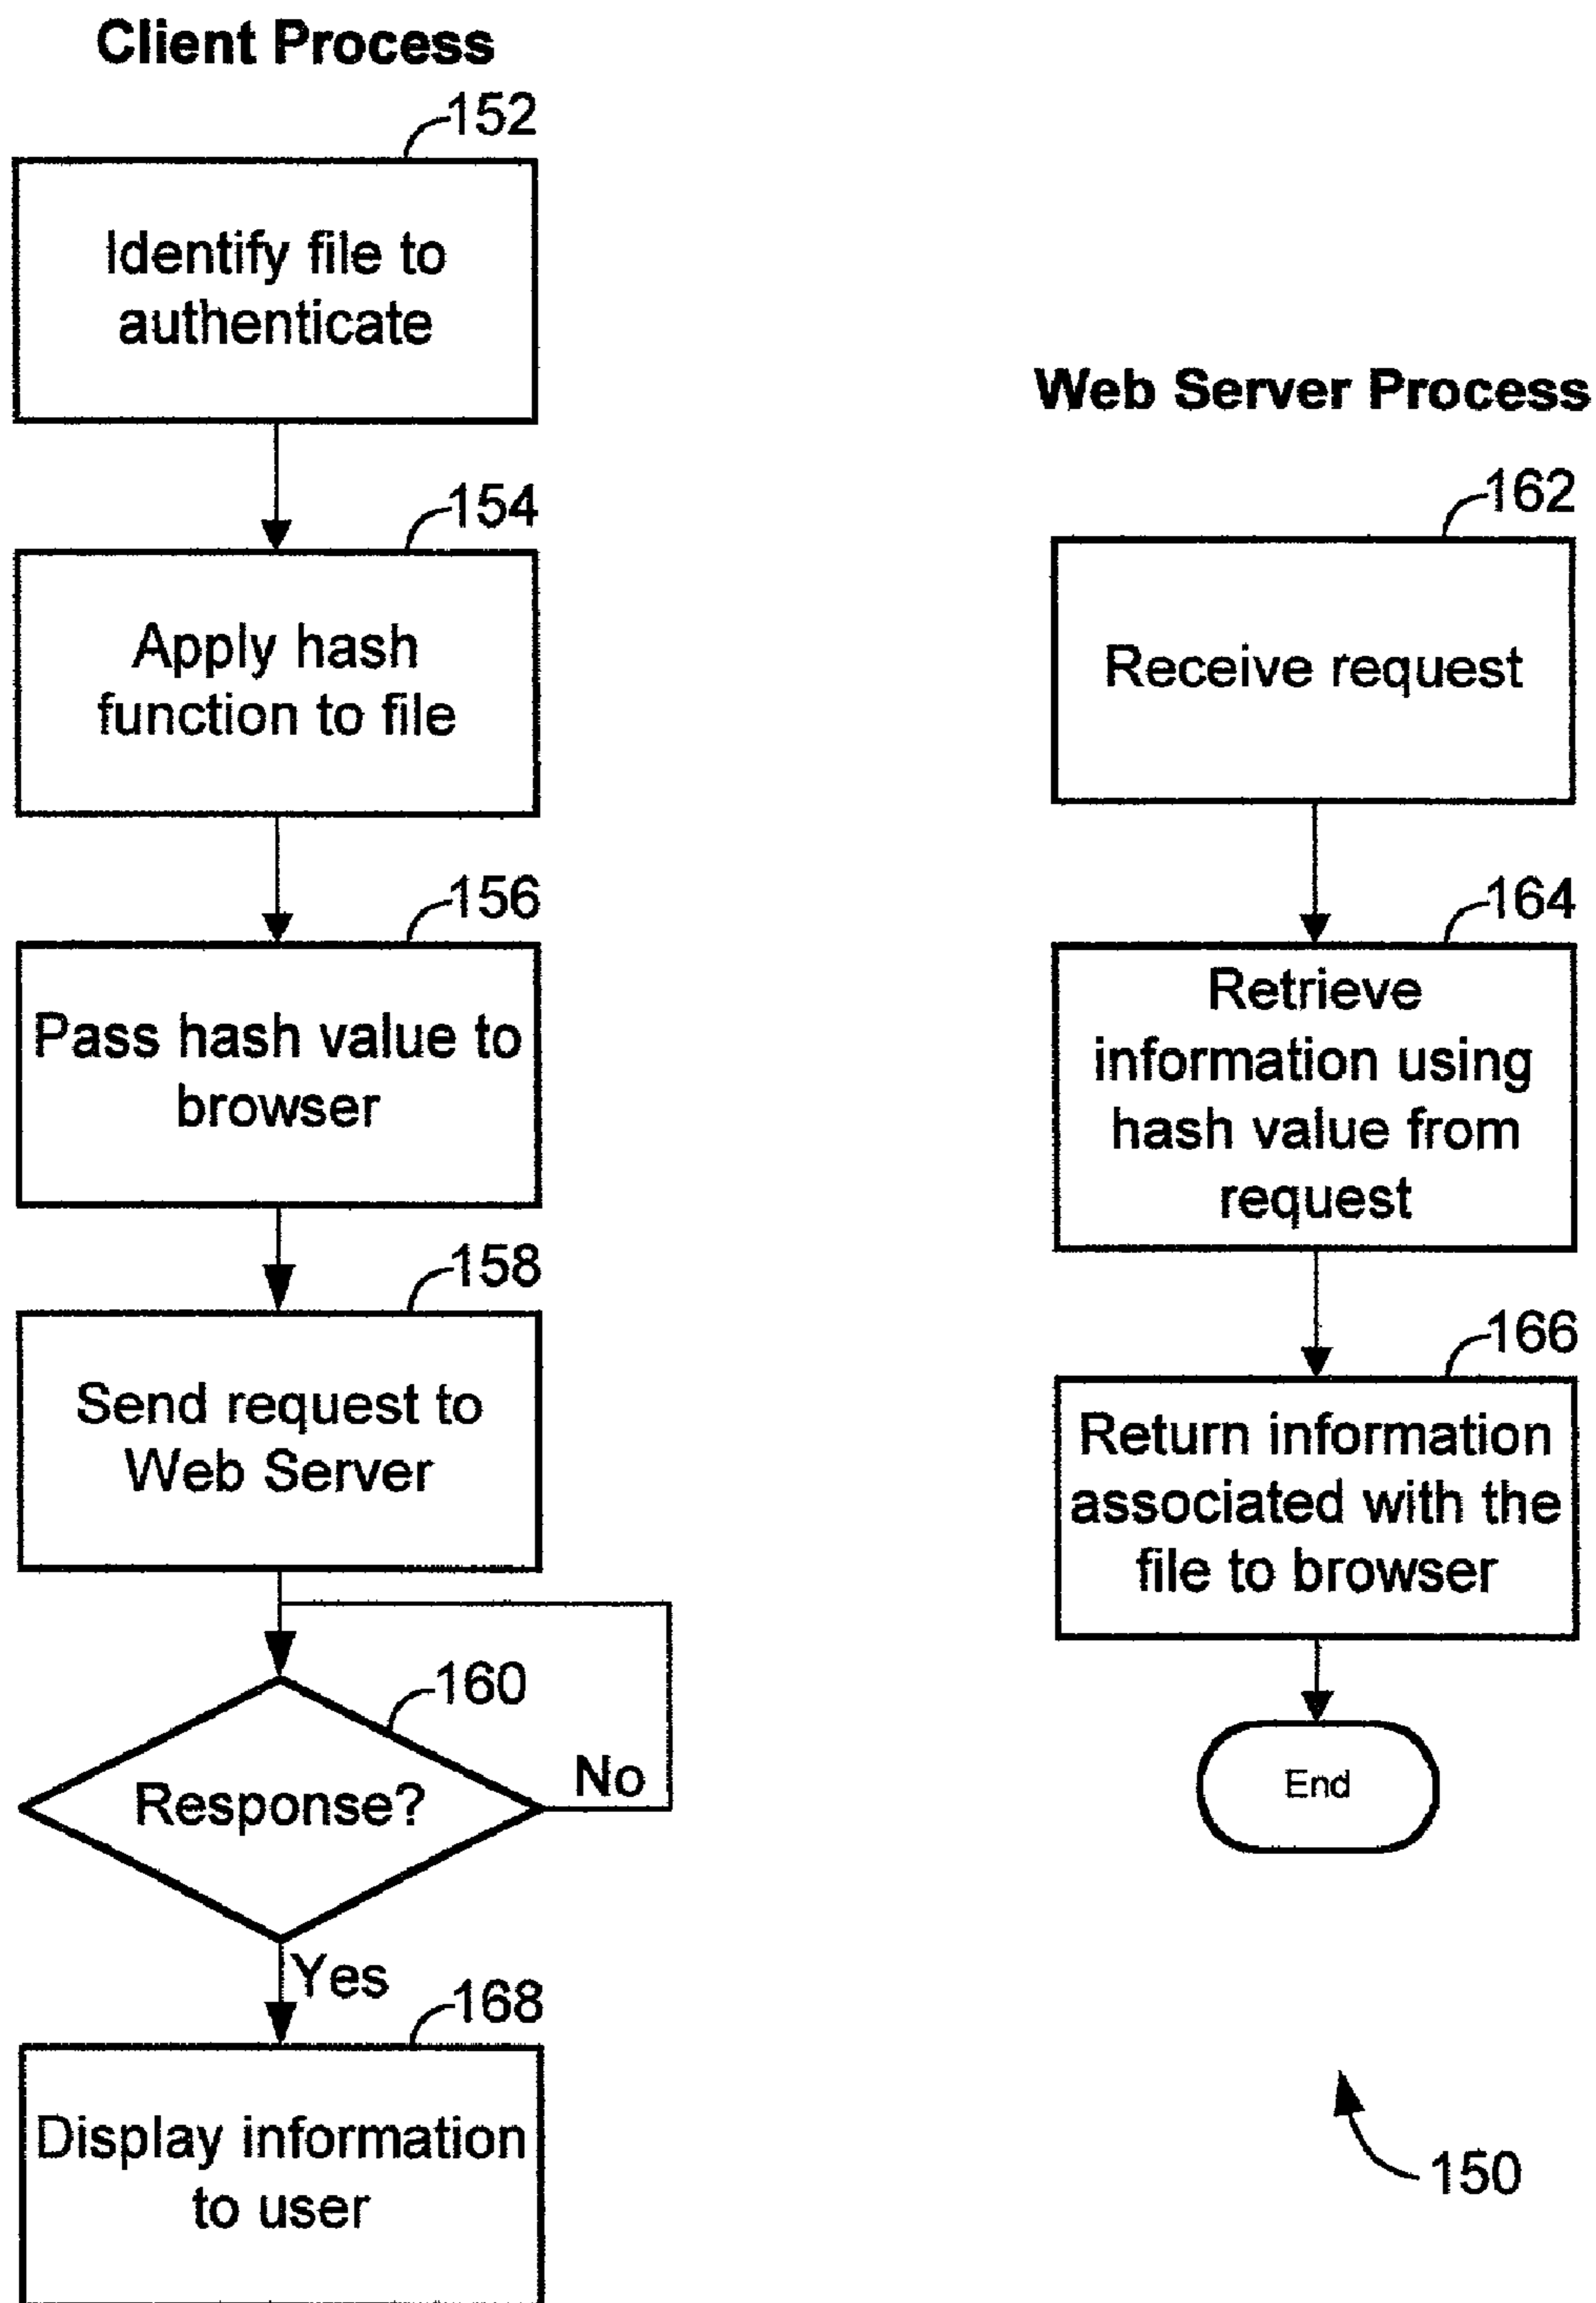 Client Process
152
Identify file to
authenticate
154
Apply hash
function to file
156
Pass hash value to
browser
158
Send request to
Web Server
160
Response?
No
Yes
168
Display information
to user
Web Server Process
162
Receive request
164
Retrieve
information using
hash value from
request
166
Return information
associated with the
file to browser
End
150